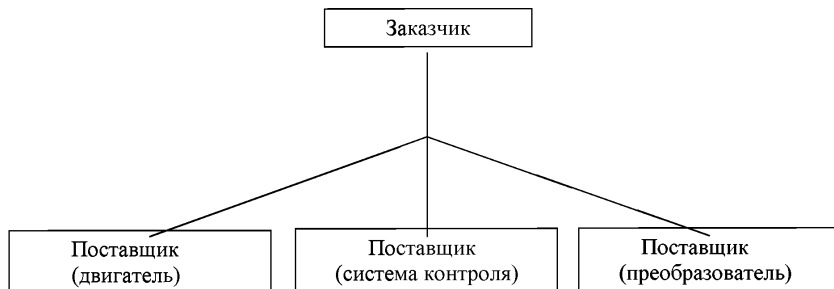 Заказчик
Поставщик
(двигатель)
Поставщик
(система контроля)
Поставщик
(преобразователь)